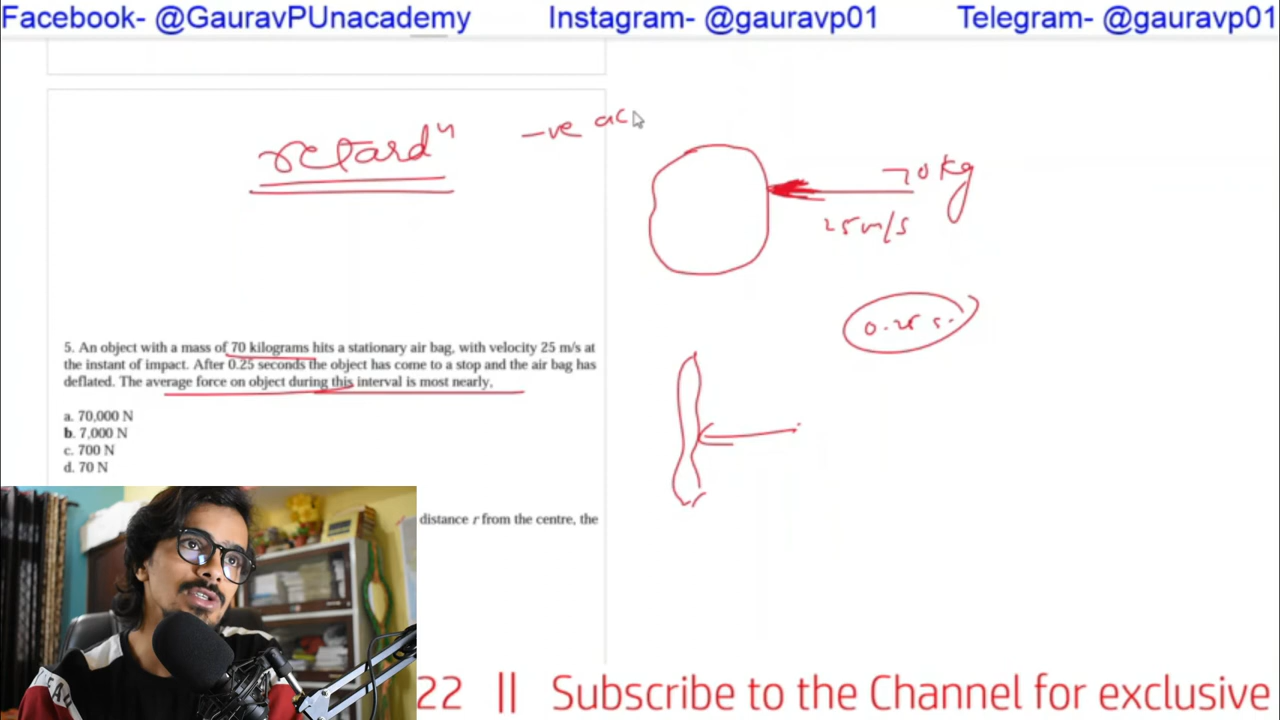 Facebook- @GauravPUnacademy Instagram- @gauravp01 Telegram- @gauravp01
retardⁿ -ve ac
70 kg
25 m/s
0.25 s.
5. An object with a mass of 70 kilograms hits a stationary air bag, with velocity 25 m/s at
the instant of impact. After 0.25 seconds the object has come to a stop and the air bag has
deflated. The average force on object during this interval is most nearly,
a. 70,000 N
b. 7,000 N
c. 700 N
d. 70 N
distance r from the centre, the
22 || Subscribe to the Channel for exclusive